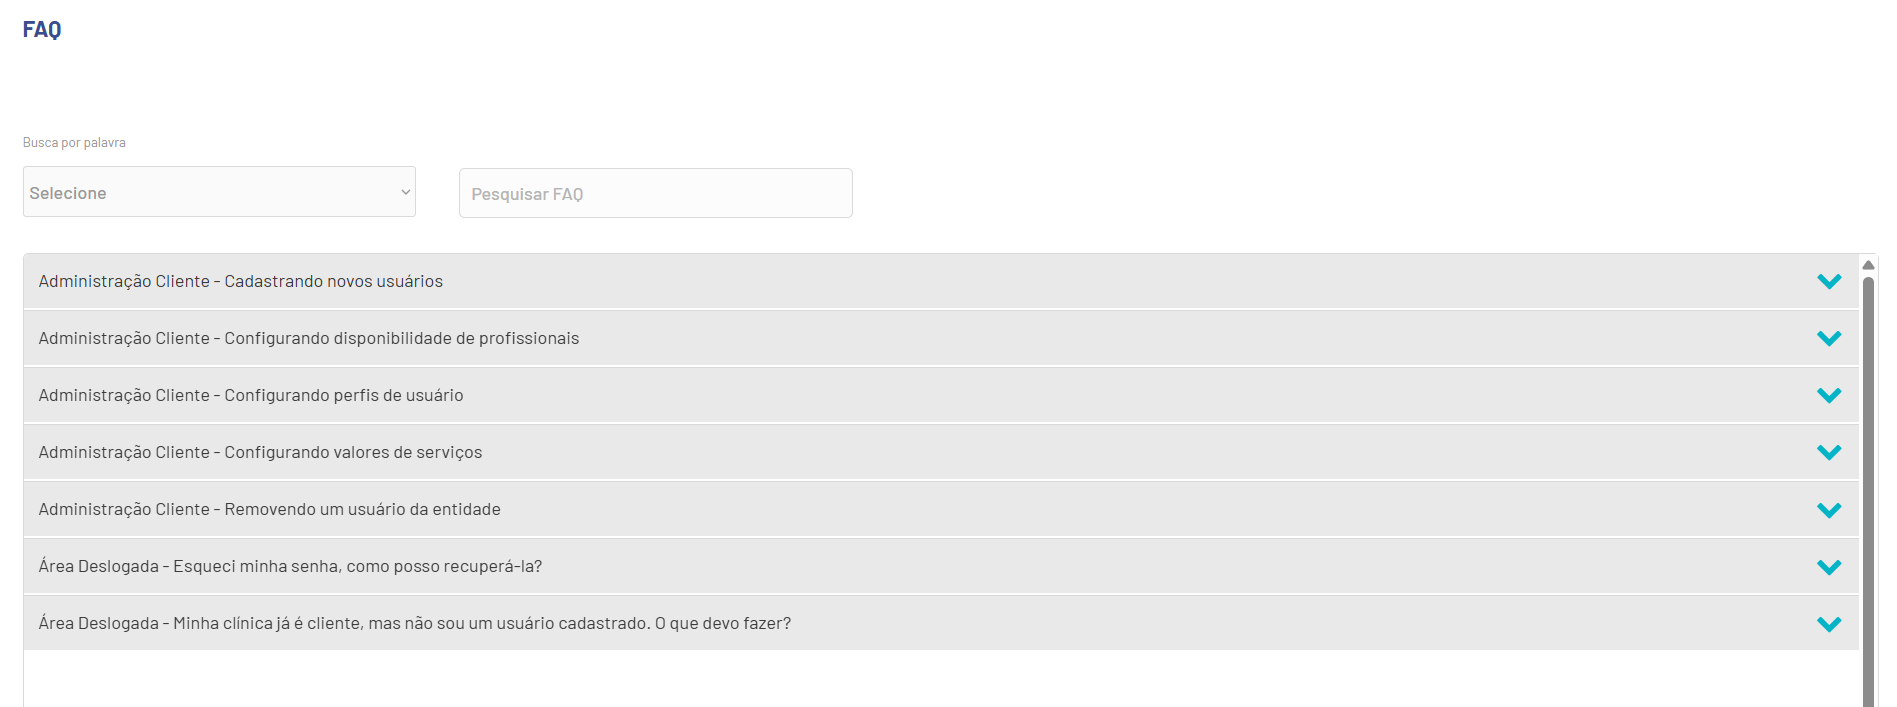 FAQ
Busca por palavra
Selecione
Pesquisar FAQ
Administração Cliente - Cadastrando novos usuários
Administração Cliente - Configurando disponibilidade de profissionais
Administração Cliente - Configurando perfis de usuário
Administração Cliente - Configurando valores de serviços
Administração Cliente - Removendo um usuário da entidade
Área Deslogada - Esqueci minha senha, como posso recuperá-la?
Área Deslogada - Minha clínica já é cliente, mas não sou um usuário cadastrado. O que devo fazer?